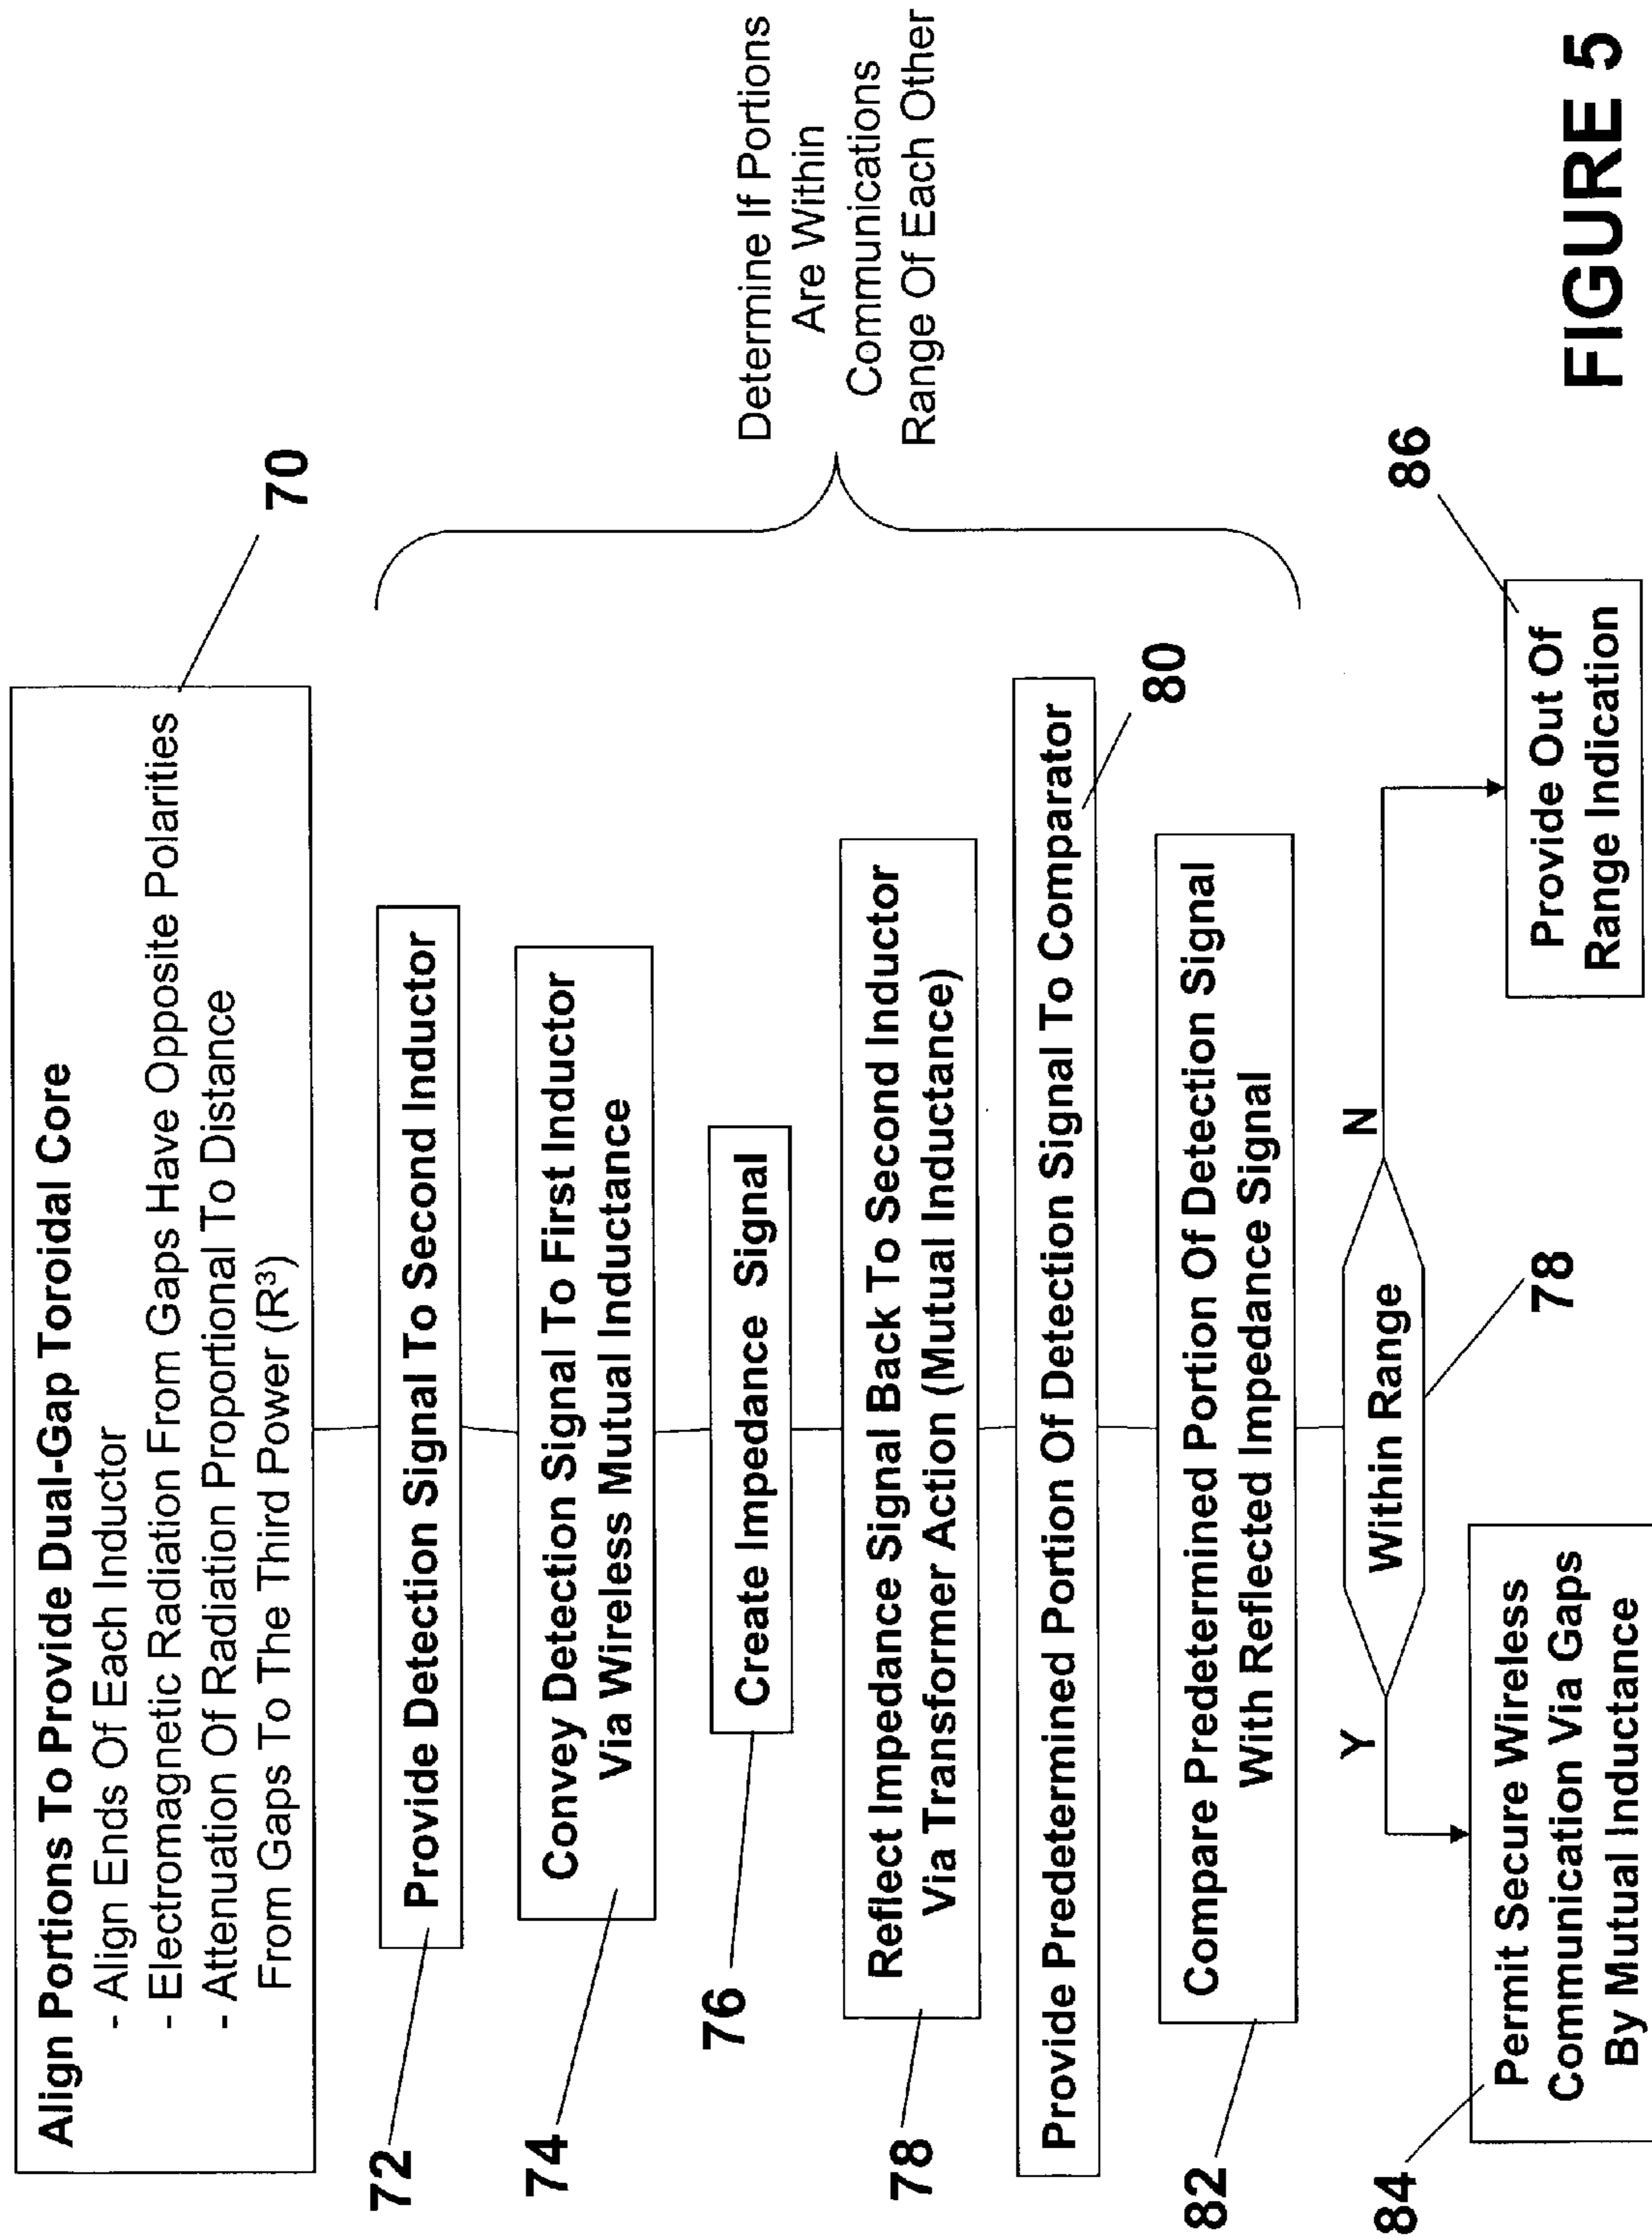 Align Portions To Provide Dual-Gap Toroidal Core
- Align Ends Of Each Inductor
- Electromagnetic Radiation From Gaps Have Opposite Polarities
- Attenuation Of Radiation Proportional To Distance
From Gaps To The Third Power (R³)
70
72
Provide Detection Signal To Second Inductor
74
Convey Detection Signal To First Inductor
Via Wireless Mutual Inductance
76
Create Impedance Signal
78
Reflect Impedance Signal Back To Second Inductor
Via Transformer Action (Mutual Inductance)
Provide Predetermined Portion Of Detection Signal To Comparator
80
82
Compare Predetermined Portion Of Detection Signal
With Reflected Impedance Signal
Determine If Portions
Are Within
Communications
Range Of Each Other
Within Range
78
Y
N
84
Permit Secure Wireless
Communication Via Gaps
By Mutual Inductance
86
Provide Out Of
Range Indication
FIGURE 5